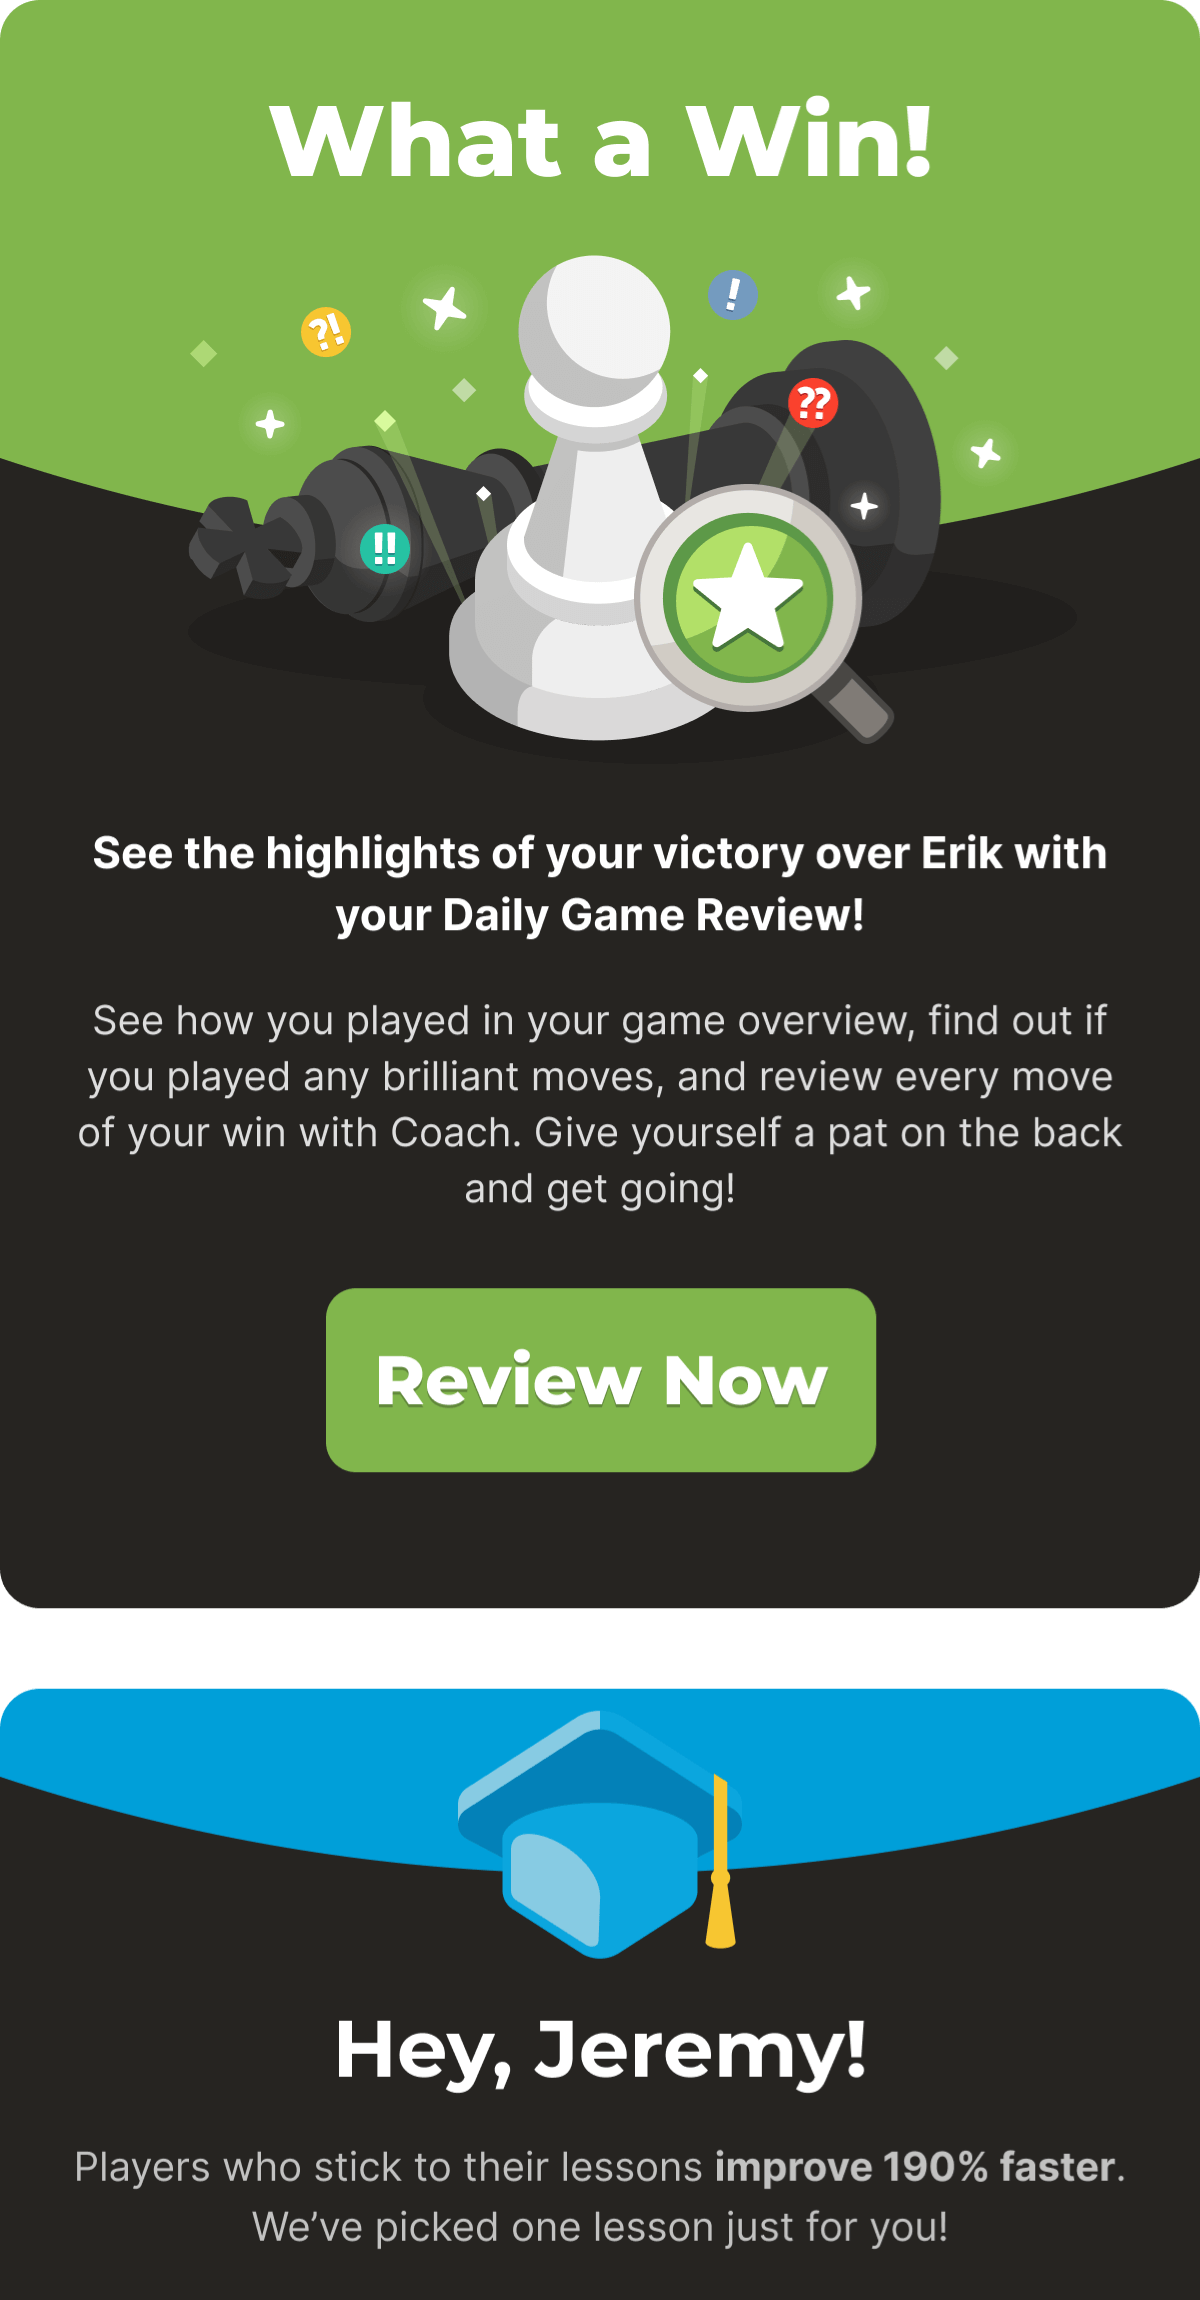 What a Win!
?!
!
??
!!
See the highlights of your victory over Erik with
your Daily Game Review!
See how you played in your game overview, find out if
you played any brilliant moves, and review every move
of your win with Coach. Give yourself a pat on the back
and get going!
Review Now
Hey, Jeremy!
Players who stick to their lessons improve 190% faster.
We’ve picked one lesson just for you!